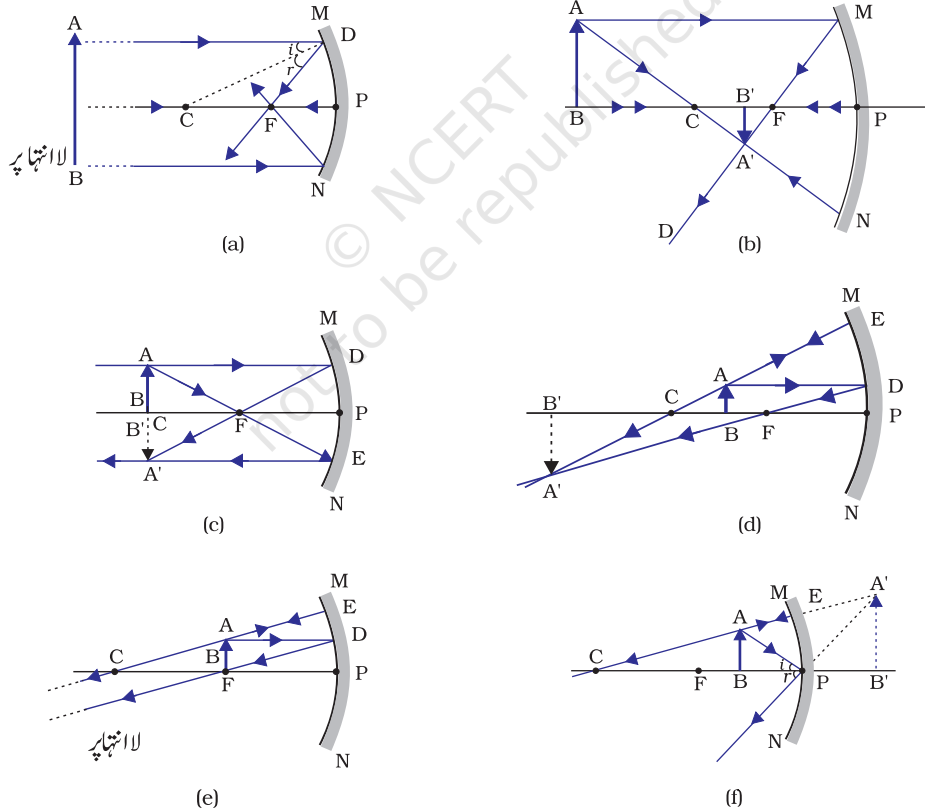 A
M
D
i
r
P
C
F
لاانتہا پر
B
N
(a)
A
M
B
C
B'
F
P
A'
N
D
(b)
M
A
D
B
B'
C
F
P
A'
E
N
(c)
M
E
A
D
C
B'
B
F
P
A'
N
(d)
M
E
A
D
C
B
F
P
لاانتہا پر
N
(e)
M
E
A'
A
C
F
B
i
r
P
B'
N
(f)
© NCERT
not to be republished